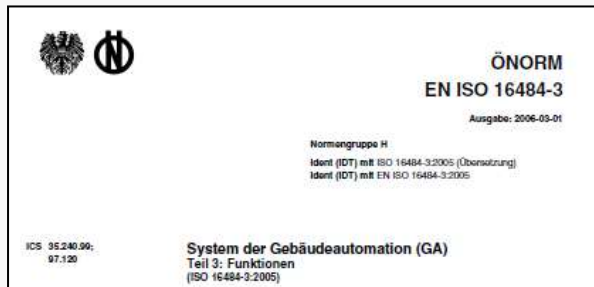 ÖNORM
EN ISO 16484-3
Ausgabe: 2006-03-01
Normengruppe H
Ident (IDT) mit ISO 16484-3:2005 (Übersetzung)
Ident (IDT) mit EN ISO 16484-3:2005
ICS 35.240.99;
97.120
System der Gebäudeautomation (GA)
Teil 3: Funktionen
(ISO 16484-3:2005)